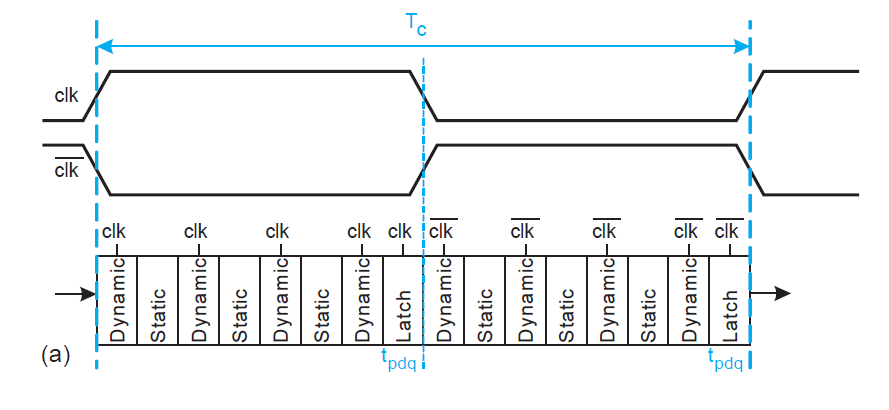 Tc
clk
clk
clk clk clk clk clk clk clk clk clk clk
Dynamic Static Dynamic Static Dynamic Static Dynamic Latch Dynamic Static Dynamic Static Dynamic Static Dynamic Latch
(a)
tpdq tpdq